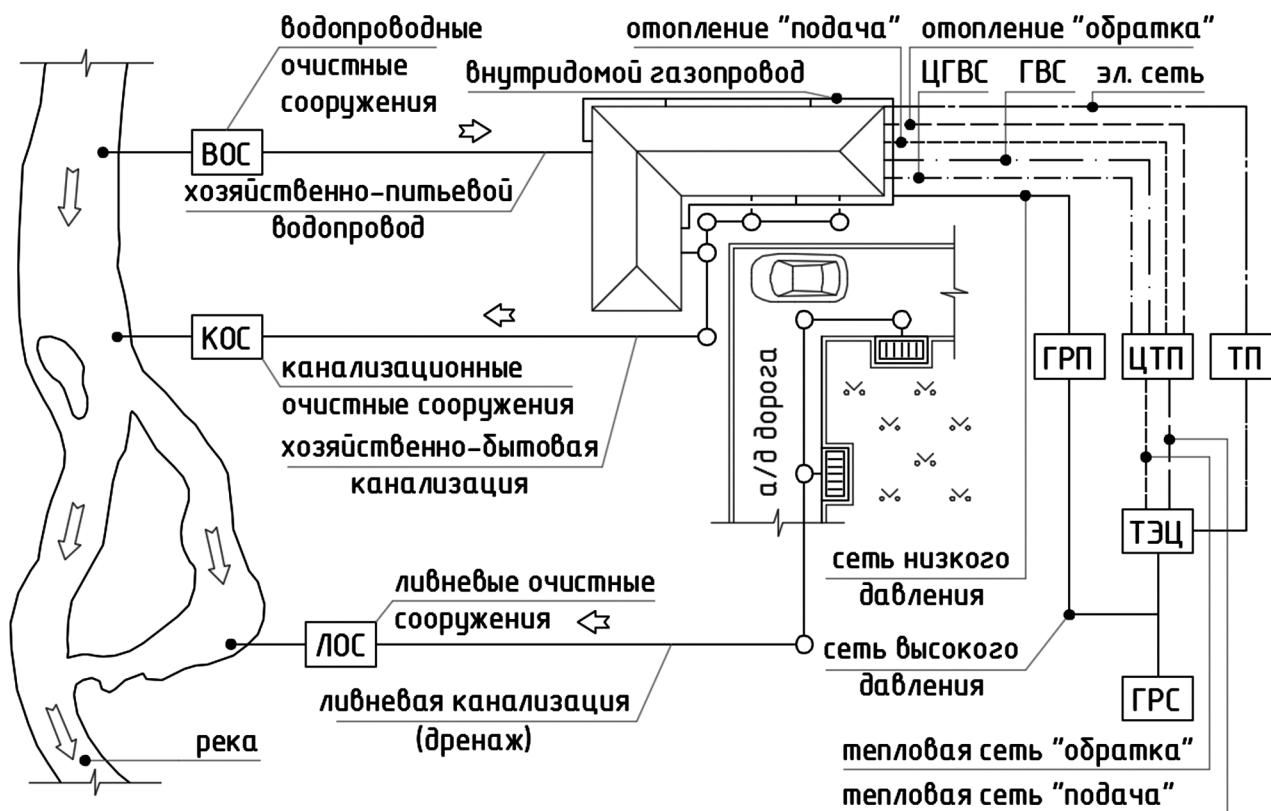 водопроводные
очистные
сооружения
отопление "подача"
отопление "обратка"
внутридомой газопровод
ЦГВС
ГВС
эл. сеть
ВОС
хозяйственно-питьевой
водопровод
КОС
канализационные
очистные сооружения
хозяйственно-бытовая
канализация
а/д дорога
ГРП
ЦТП
ТП
ТЭЦ
сеть низкого
давления
ливневые очистные
сооружения
ЛОС
сеть высокого
давления
ГРС
ливневая канализация
(дренаж)
река
тепловая сеть "обратка"
тепловая сеть "подача"